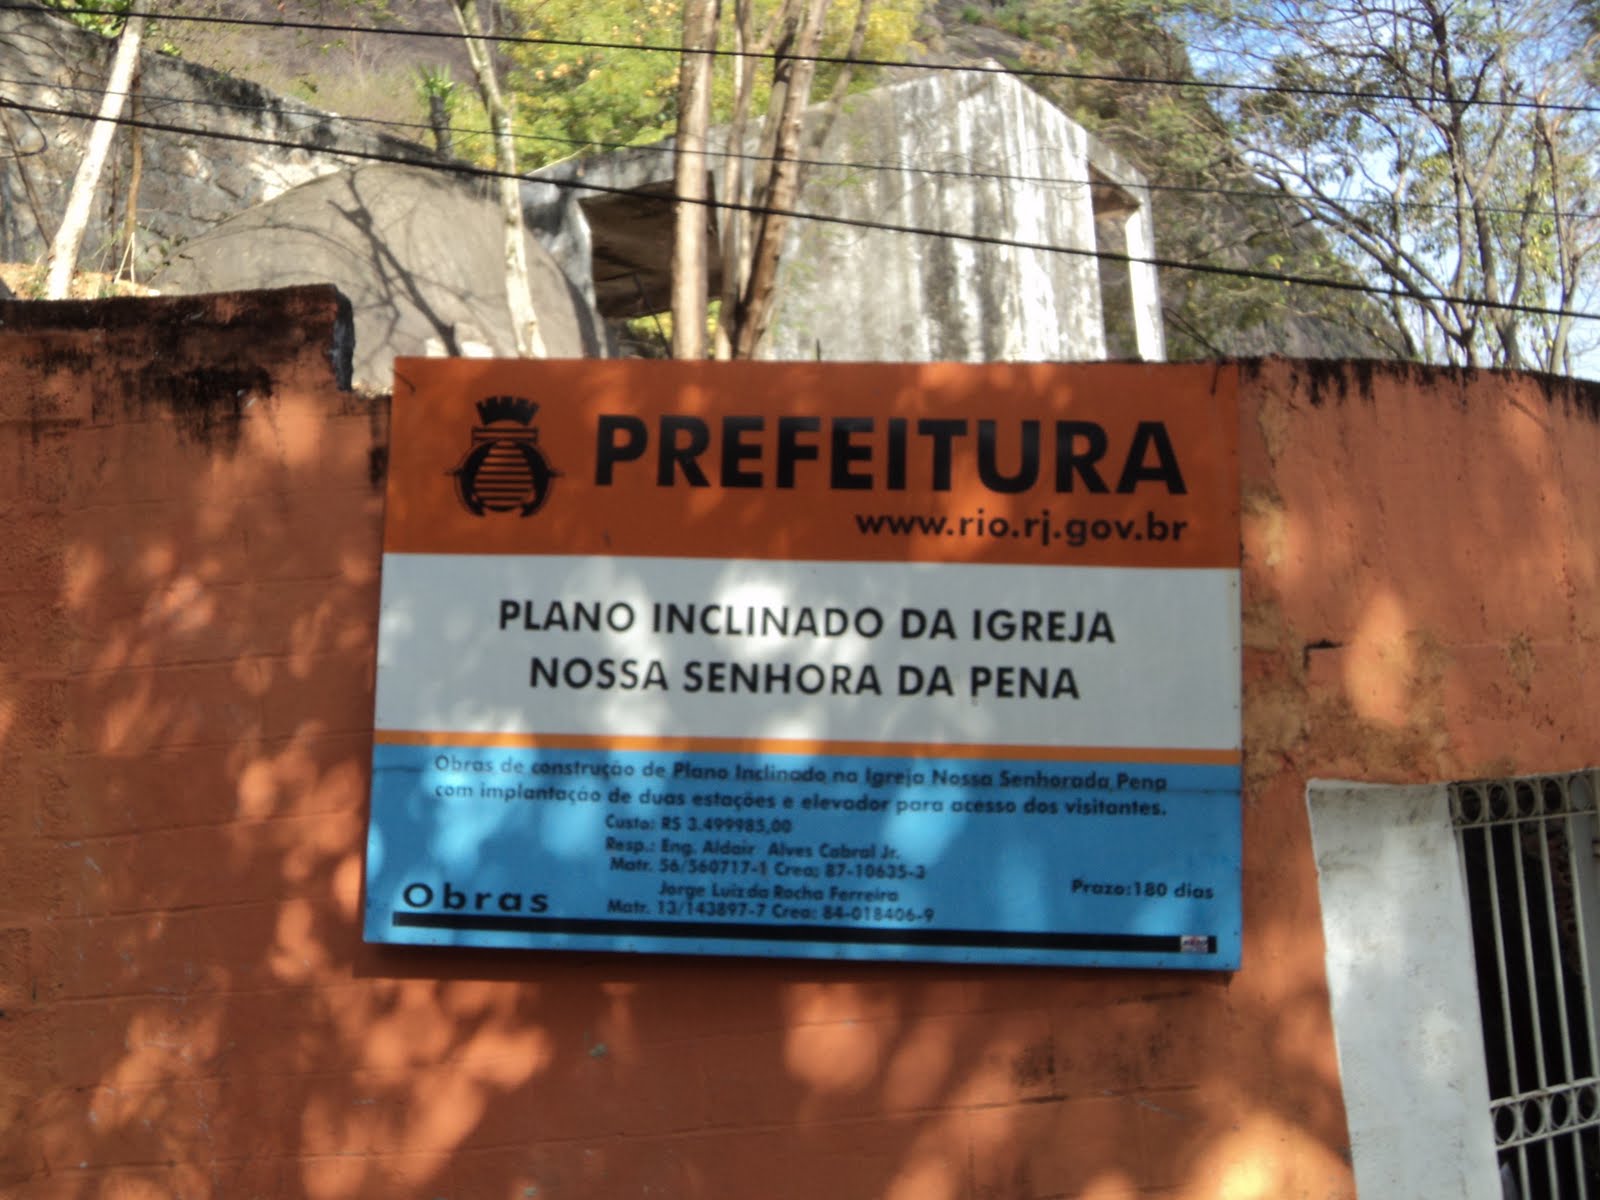 PREFEITURA
www.rio.rj.gov.br
PLANO INCLINADO DA IGREJA
NOSSA SENHORA DA PENA
Obras de construção de Plano Inclinado na Igreja Nossa Senhorada Pena
com implantação de duas estações e elevador para acesso dos visitantes.
Custo: RS 3.499985,00
Resp.: Eng. Aldair Alves Cabral Jr.
Matr. 56/560717-1 Crea: 87-10635-3
Jorge Luiz da Rocha Ferreira
Matr. 13/143897-7 Crea: 84-018406-9
Prazo:180 dias
Obras